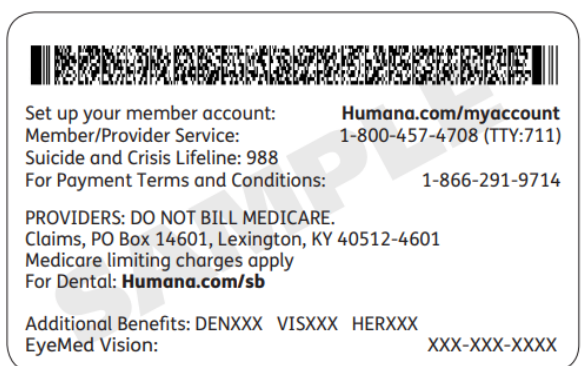 Set up your member account: Humana.com/myaccount
Member/Provider Service: 1-800-457-4708 (TTY:711)
Suicide and Crisis Lifeline: 988
For Payment Terms and Conditions: 1-866-291-9714
PROVIDERS: DO NOT BILL MEDICARE.
Claims, PO Box 14601, Lexington, KY 40512-4601
Medicare limiting charges apply
For Dental: Humana.com/sb
Additional Benefits: DENXXX VISXXX HERXXX
EyeMed Vision: XXX-XXX-XXXX
SAMPLE